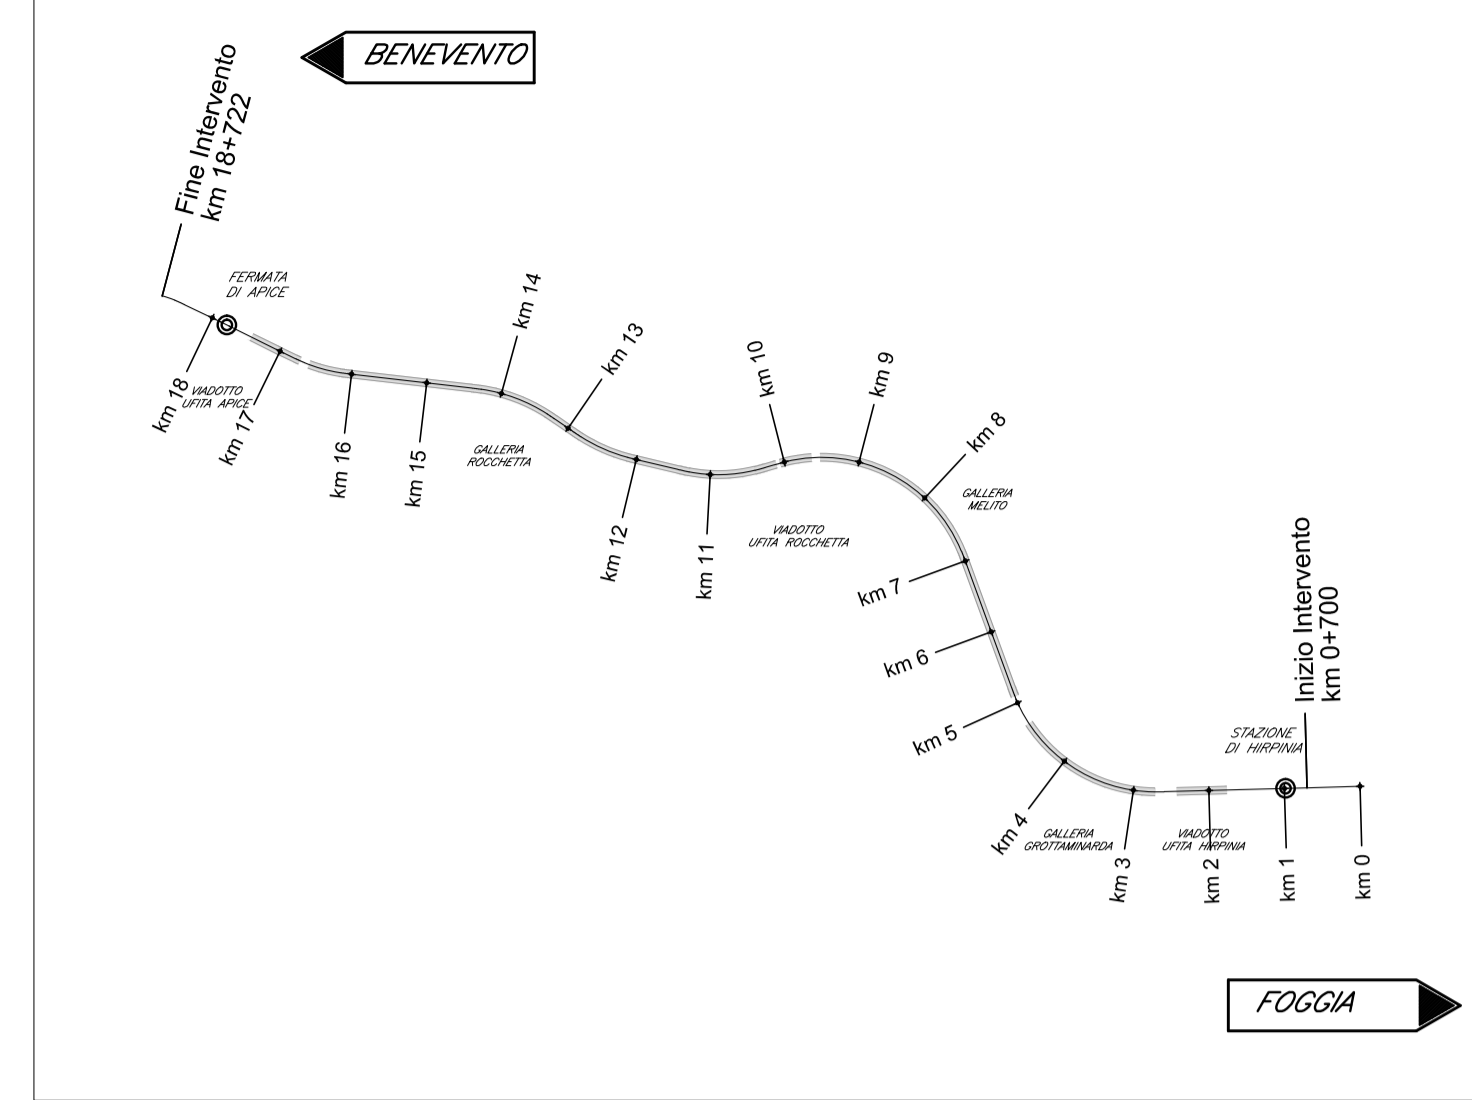 BENEVENTO
Fine Intervento
km 18+722
FERMATA
DI APICE
km 18
VIADOTTO
UFITA APICE
km 17
km 16
km 15
km 14
GALLERIA
ROCCHETTA
km 13
km 12
km 11
km 10
VIADOTTO
UFITA ROCCHETTA
km 9
km 8
GALLERIA
MELITO
km 7
km 6
km 5
km 4
GALLERIA
GROTTAMINARDA
km 3
VIADOTTO
UFITA HIRPINIA
km 2
STAZIONE
DI HIRPINIA
Inizio Intervento
km 0+700
km 1
km 0
FOGGIA